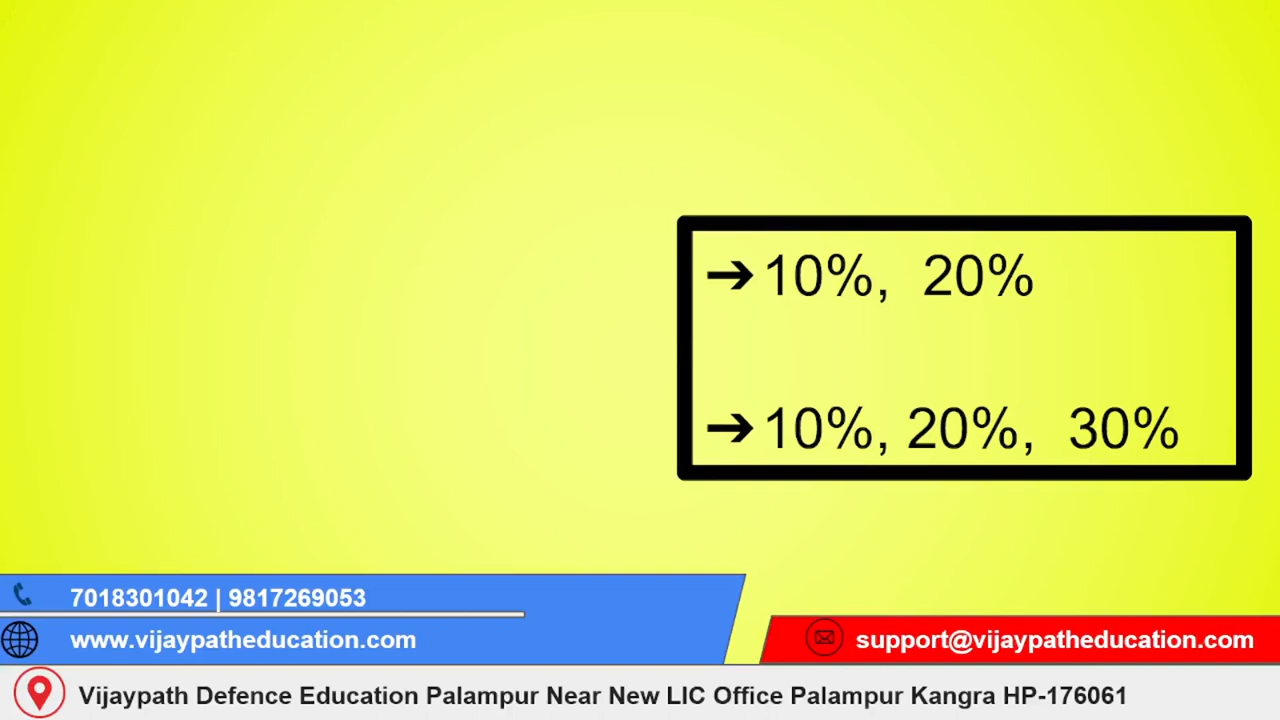 ➔10%, 20%
➔10%, 20%, 30%
7018301042 | 9817269053
www.vijaypatheducation.com
support@vijaypatheducation.com
Vijaypath Defence Education Palampur Near New LIC Office Palampur Kangra HP-176061